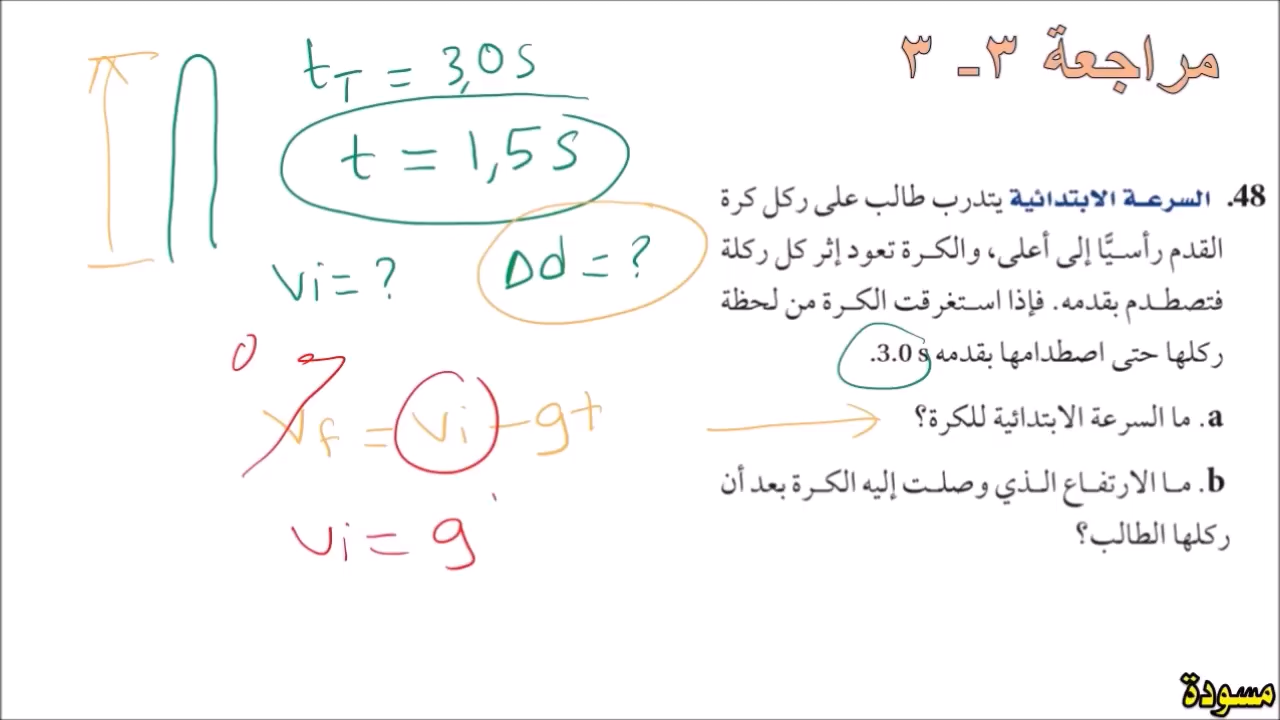 مراجعة ٣-٣
48. السرعة الابتدائية يتدرب طالب على ركل كرة
القدم رأسيًّا إلى أعلى، والكرة تعود إثر كل ركلة
فتصطدم بقدمه. فإذا استغرقت الكرة من لحظة
ركلها حتى اصطدامها بقدمه 3.0 s.
a. ما السرعة الابتدائية للكرة؟
b. ما الارتفاع الذي وصلت إليه الكرة بعد أن
ركلها الطالب؟
tT = 3,0 s
t = 1,5 s
vi = ?
Δd = ?
0
vf = vi - gt
vi = g
مسودة